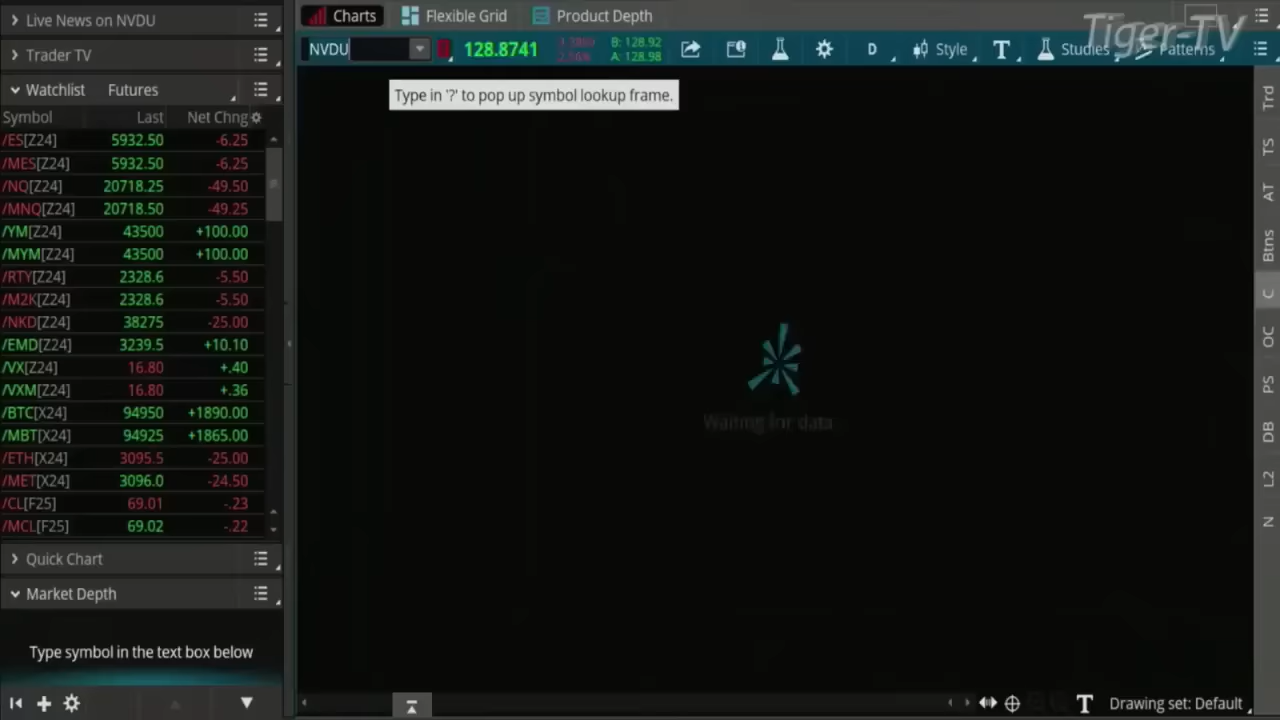 Live News on NVDU
Trader TV
Watchlist Futures
Symbol Last Net Chng
/ES[Z24] 5932.50 -6.25
/MES[Z24] 5932.50 -6.25
/NQ[Z24] 20718.25 -49.50
/MNQ[Z24] 20718.50 -49.25
/YM[Z24] 43500 +100.00
/MYM[Z24] 43500 +100.00
/RTY[Z24] 2328.6 -5.50
/M2K[Z24] 2328.6 -5.50
/NKD[Z24] 38275 -25.00
/EMD[Z24] 3239.5 +10.10
/VX[Z24] 16.80 +.40
/VXM[Z24] 16.80 +.36
/BTC[X24] 94950 +1890.00
/MBT[X24] 94925 +1865.00
/ETH[X24] 3095.5 -25.00
/MET[X24] 3096.0 -24.50
/CL[F25] 69.01 -.23
/MCL[F25] 69.02 -.22
Quick Chart
Market Depth
Type symbol in the text box below
Charts Flexible Grid Product Depth
Tiger-TV
NVDU 128.8741
B: 128.92
A: 128.98
D Style T Studies Patterns
Type in '?' to pop up symbol lookup frame.
Waiting for data
T Drawing set: Default
Trd
TS
AT
Btns
C
OC
PS
DB
L2
N